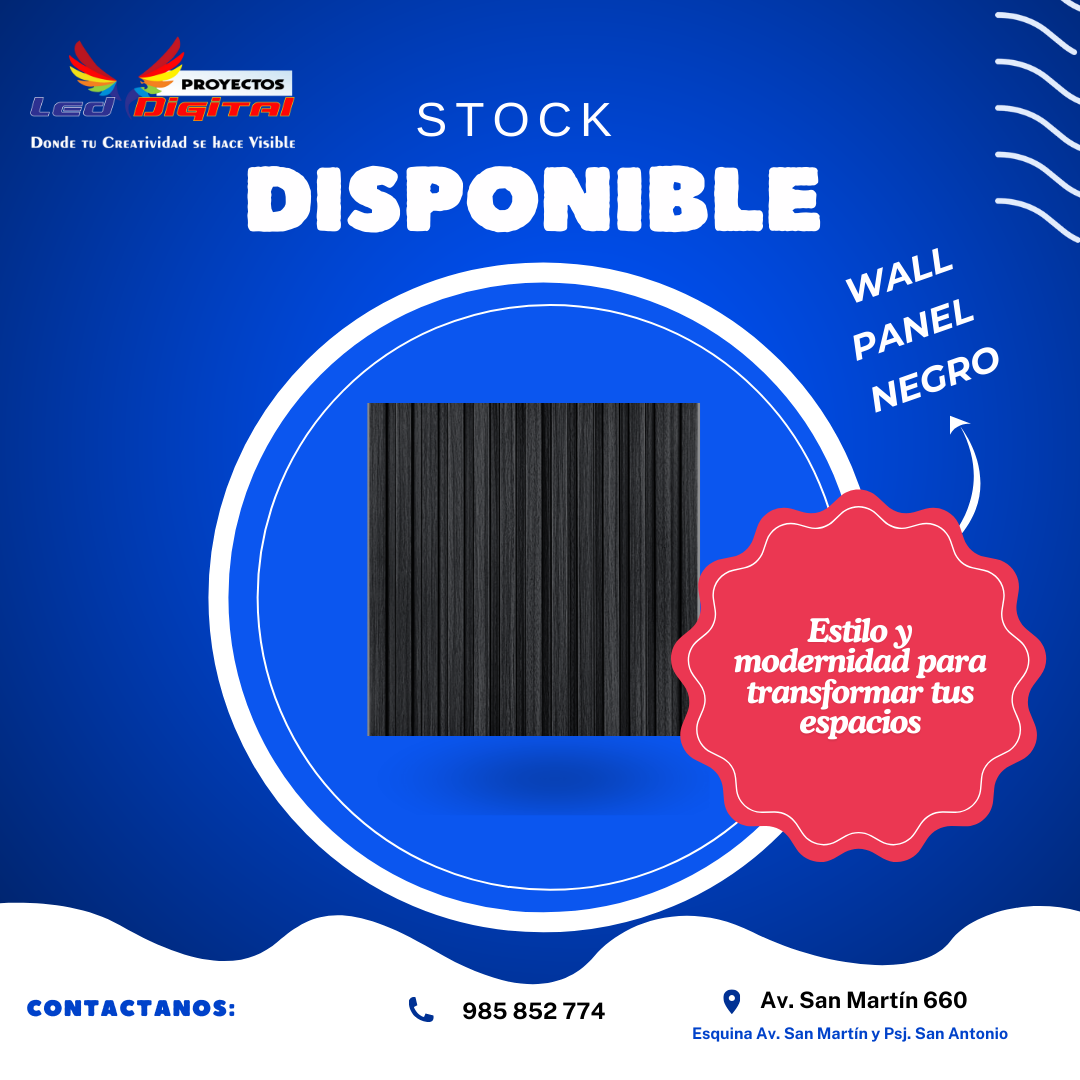 PROYECTOS
Led Digital
Donde tu Creatividad se hace Visible
STOCK
DISPONIBLE
WALL
PANEL
NEGRO
Estilo y
modernidad para
transformar tus
espacios
CONTACTANOS:
985 852 774
Av. San Martín 660
Esquina Av. San Martín y Psj. San Antonio